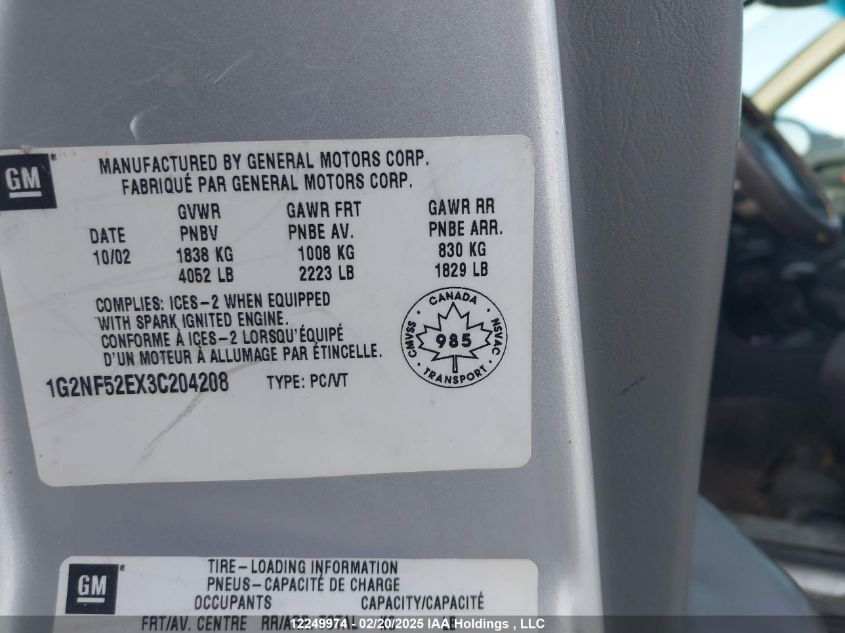 GM
MANUFACTURED BY GENERAL MOTORS CORP.
FABRIQUÉ PAR GENERAL MOTORS CORP.
GVWR GAWR FRT GAWR RR
DATE PNBV PNBE AV. PNBE ARR.
10/02 1838 KG 1008 KG 830 KG
4052 LB 2223 LB 1829 LB
COMPLIES: ICES-2 WHEN EQUIPPED
WITH SPARK IGNITED ENGINE.
CONFORME À ICES-2 LORSQU'ÉQUIPÉ
D'UN MOTEUR À ALLUMAGE PAR ÉTINCELLE.
CANADA
CMVSS 985 NSVAC
TRANSPORT
1G2NF52EX3C204208 TYPE: PC/VT
GM
TIRE-LOADING INFORMATION
PNEUS-CAPACITÉ DE CHARGE
OCCUPANTS CAPACITY/CAPACITY
FRT/AV. CENTRE
12249974 - 02/20/2025 IAA Holdings , LLC